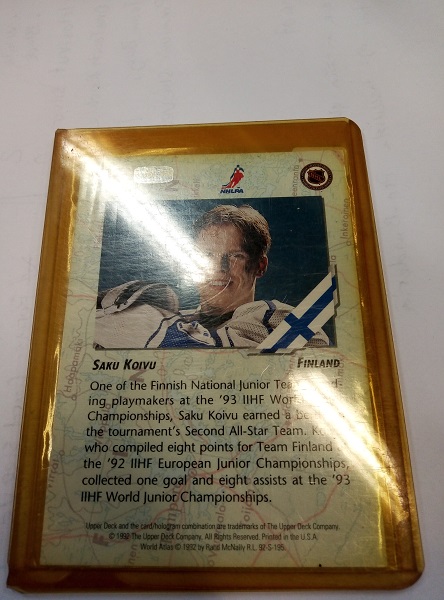 NHLPA
SAKU KOIVU
FINLAND
One of the Finnish National Junior
ing playmakers at the '93 IIHF World
Championships, Saku Koivu earned a
the tournament's Second All-Star Team.
who compiled eight points for Team Finland
the '92 IIHF European Junior Championships,
collected one goal and eight assists at the '93
IIHF World Junior Championships.
Upper Deck and the card/hologram combination are trademarks of The Upper Deck Company.
© 1992 The Upper Deck Company. All Rights Reserved. Printed in the U.S.A.
World Atlas © 1992 by Rand McNally R.L. 92-S-195